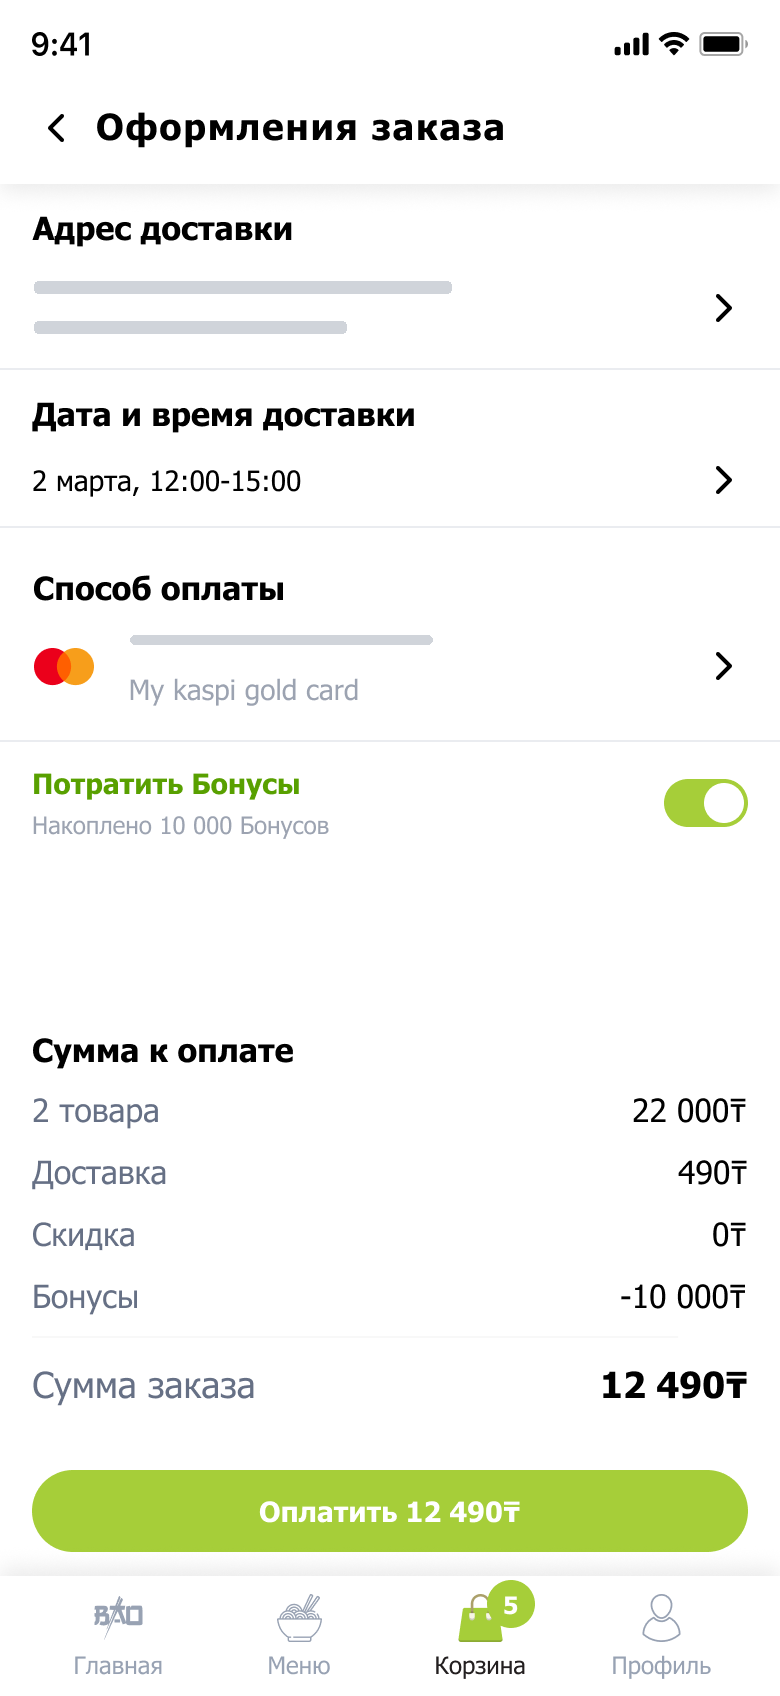 9:41
Оформления заказа
Адрес доставки
Дата и время доставки
2 марта, 12:00-15:00
Способ оплаты
My kaspi gold card
Потратить Бонусы
Накоплено 10 000 Бонусов
Сумма к оплате
2 товара 22 000₸
Доставка 490₸
Скидка 0₸
Бонусы -10 000₸
Сумма заказа 12 490₸
Оплатить 12 490₸
ВАО 5
Главная Меню Корзина Профиль